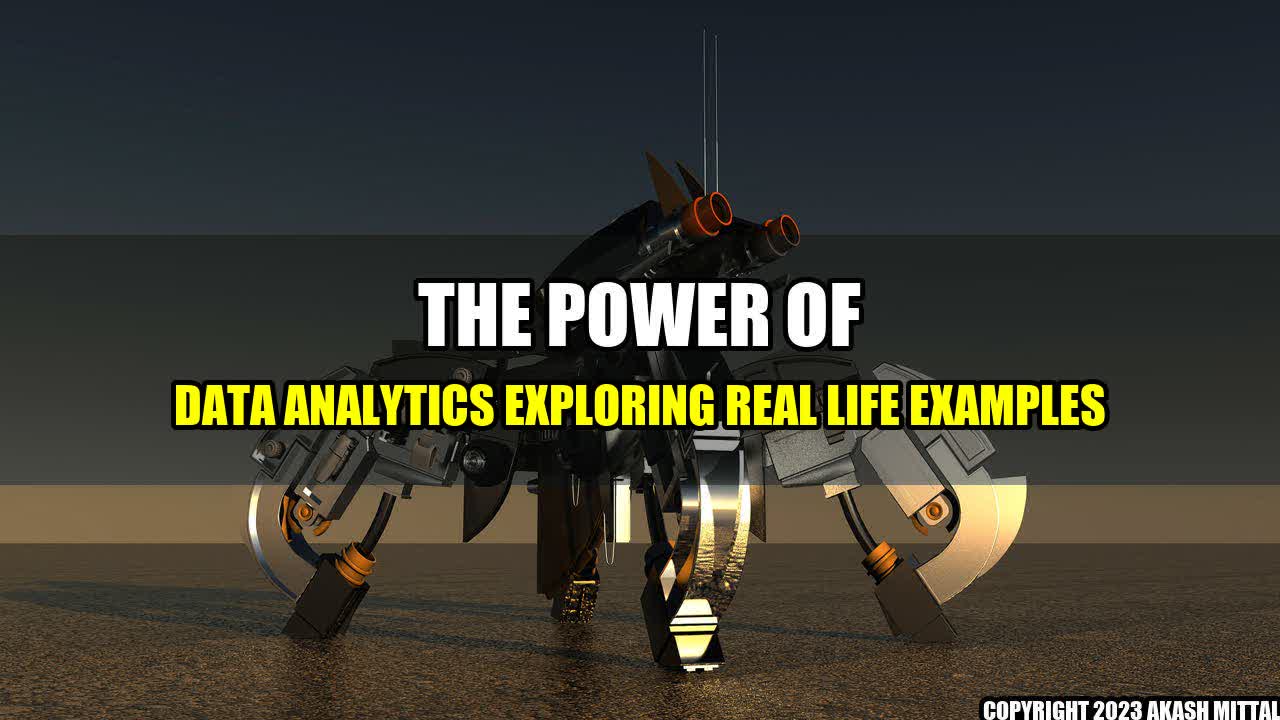 THE POWER OF
DATA ANALYTICS EXPLORING REAL LIFE EXAMPLES
COPYRIGHT 2023 AKASH MITTAL